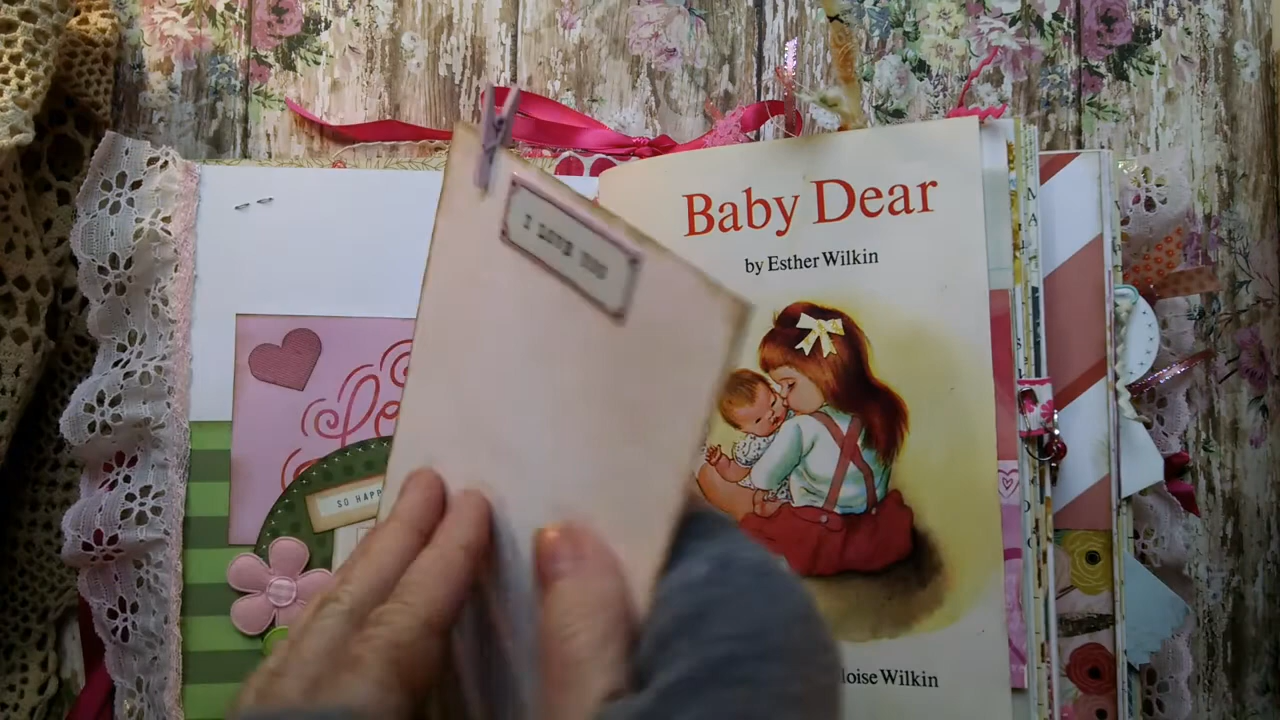 I LOVE YOU
Baby Dear
by Esther Wilkin
SO HAPP
loise Wilkin